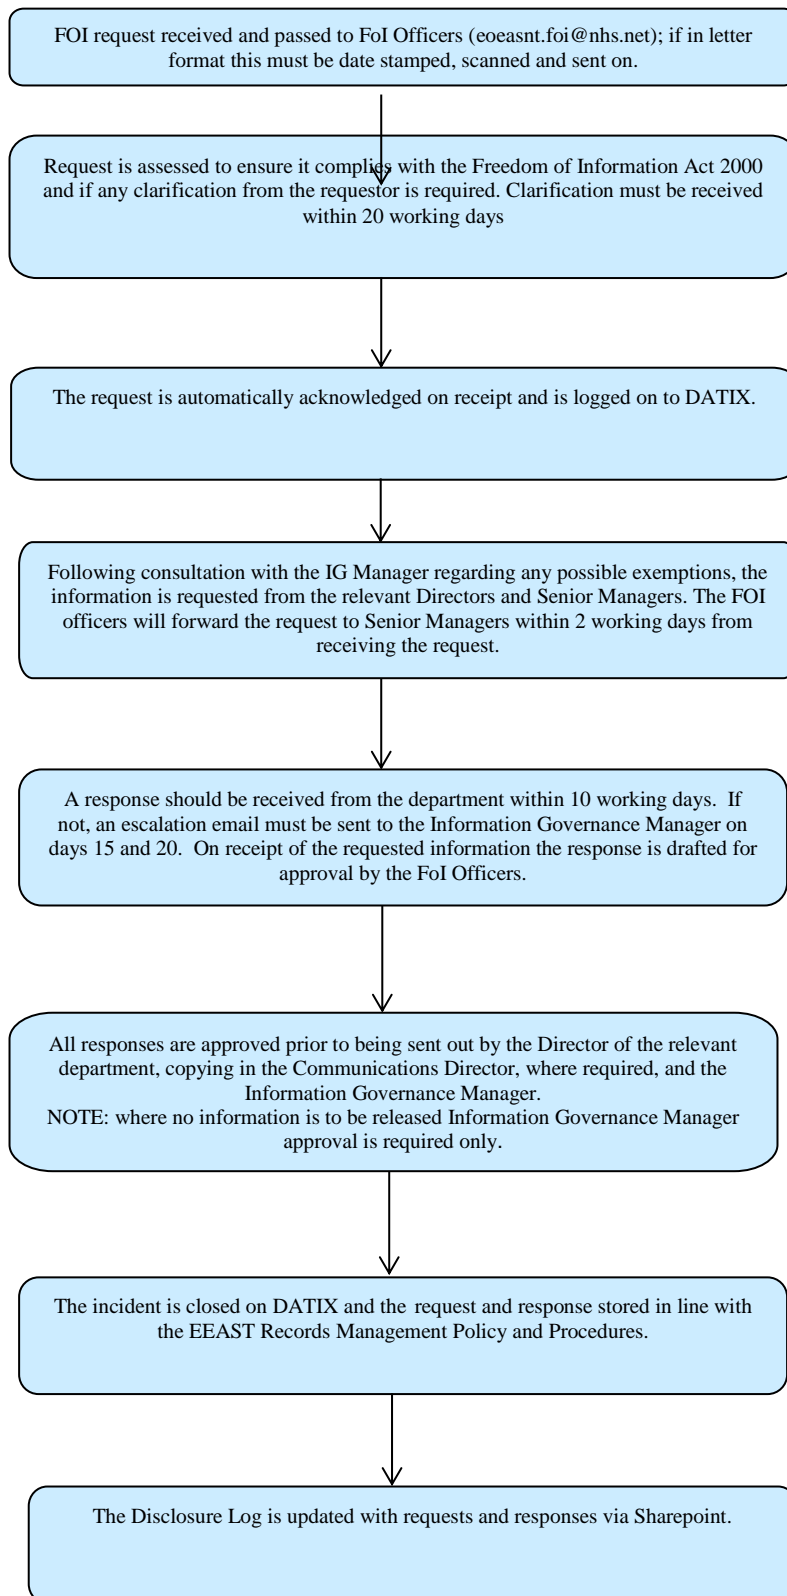 FOI request received and passed to FoI Officers (eoeasnt.foi@nhs.net); if in letter
format this must be date stamped, scanned and sent on.
Request is assessed to ensure it complies with the Freedom of Information Act 2000
and if any clarification from the requestor is required. Clarification must be received
within 20 working days
The request is automatically acknowledged on receipt and is logged on to DATIX.
Following consultation with the IG Manager regarding any possible exemptions, the
information is requested from the relevant Directors and Senior Managers. The FOI
officers will forward the request to Senior Managers within 2 working days from
receiving the request.
A response should be received from the department within 10 working days. If
not, an escalation email must be sent to the Information Governance Manager on
days 15 and 20. On receipt of the requested information the response is drafted for
approval by the FoI Officers.
All responses are approved prior to being sent out by the Director of the relevant
department, copying in the Communications Director, where required, and the
Information Governance Manager.
NOTE: where no information is to be released Information Governance Manager
approval is required only.
The incident is closed on DATIX and the request and response stored in line with
the EEAST Records Management Policy and Procedures.
The Disclosure Log is updated with requests and responses via Sharepoint.